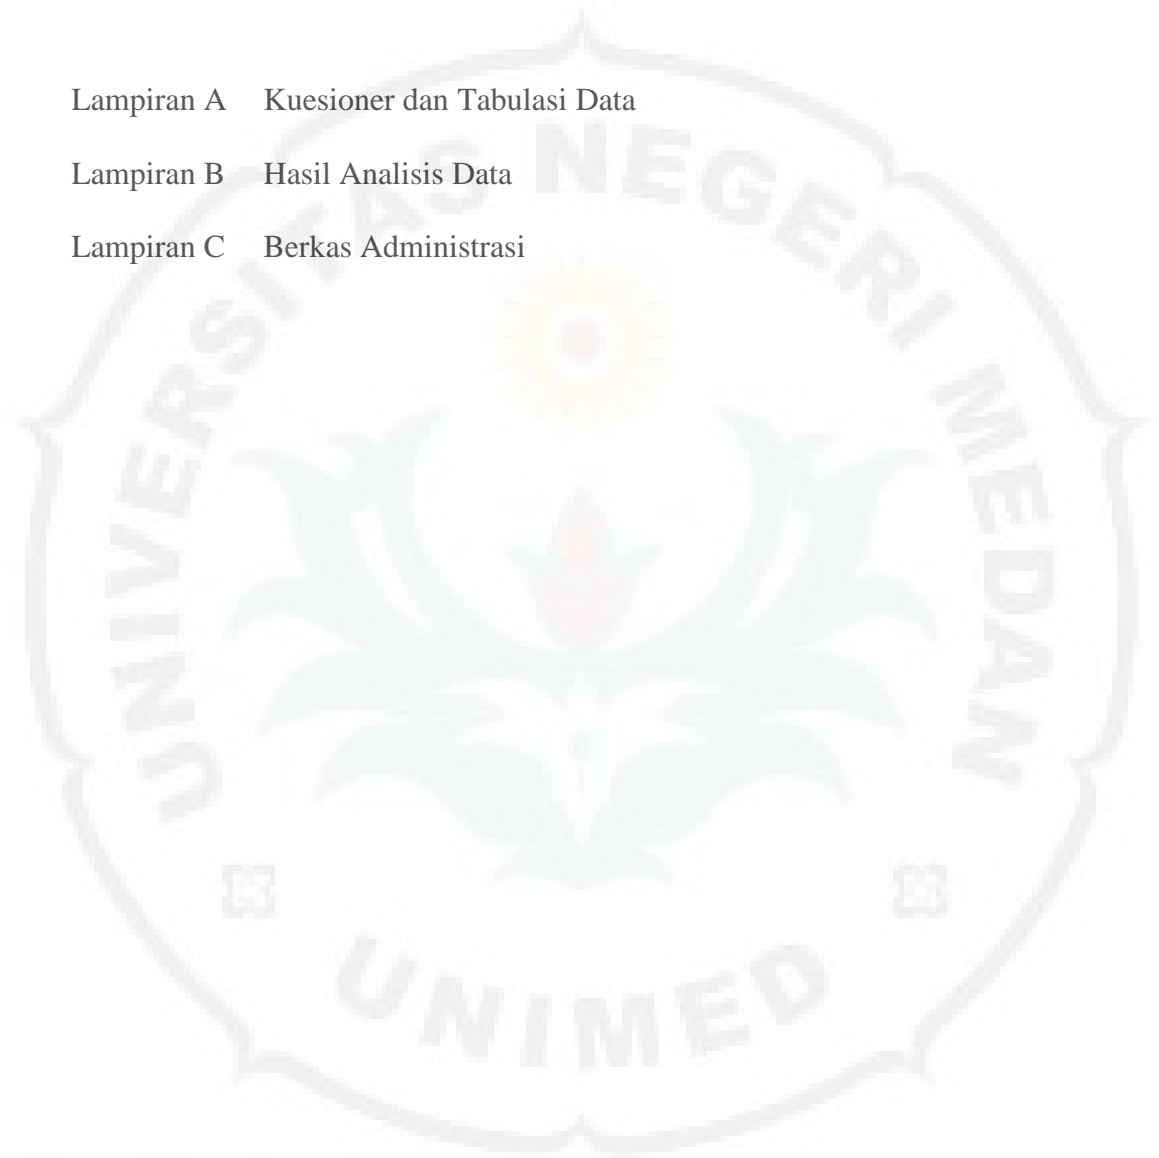 Lampiran A Kuesioner dan Tabulasi Data
Lampiran B Hasil Analisis Data
Lampiran C Berkas Administrasi
UNIVERSITAS NEGERI MEDAN
UNIMED